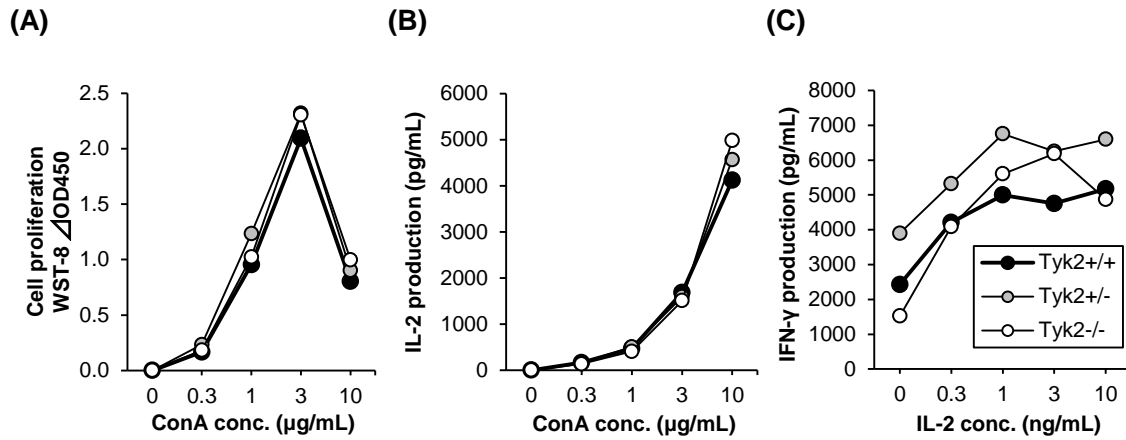 (A)
Cell proliferation
WST-8 ⊿OD450
2.5
2.0
1.5
1.0
0.5
0.0
0 0.3 1 3 10
ConA conc. (µg/mL)
(B)
IL-2 production (pg/mL)
6000
5000
4000
3000
2000
1000
0
0 0.3 1 3 10
ConA conc. (µg/mL)
(C)
IFN-γ production (pg/mL)
8000
7000
6000
5000
4000
3000
2000
1000
0
Tyk2+/+
Tyk2+/-
Tyk2-/-
0 0.3 1 3 10
IL-2 conc. (ng/mL)